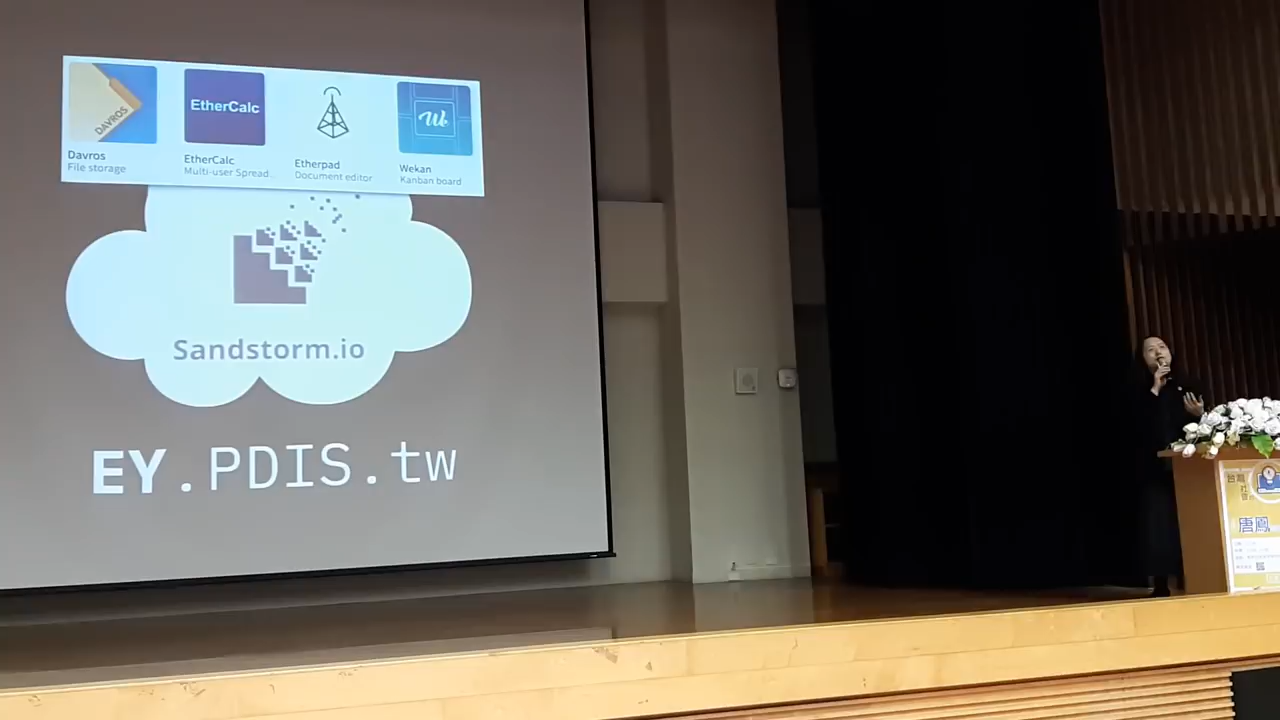 DAVROS
EtherCalc
Davros
File storage
EtherCalc
Multi-user Spread..
Etherpad
Document editor
Wekan
Kanban board
Sandstorm.io
EY.PDIS.tw
唐鳳